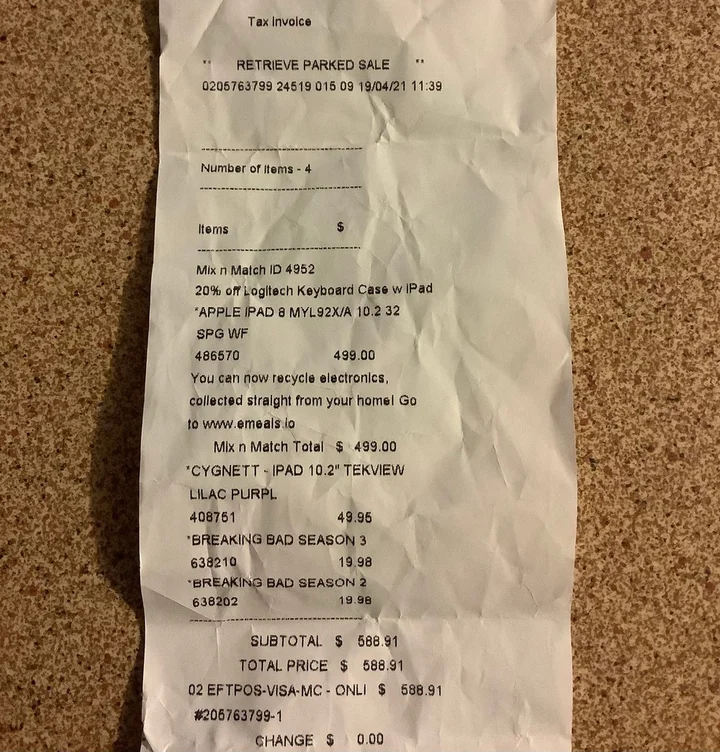 Tax Invoice
** RETRIEVE PARKED SALE **
0205763799 24519 015 09 19/04/21 11:39
--------------------------------
Number of Items - 4
--------------------------------
Items $
--------------------------------
Mix n Match ID 4952
20% off Logitech Keyboard Case w iPad
*APPLE IPAD 8 MYL92X/A 10.2 32
SPG WF
486570 499.00
You can now recycle electronics,
collected straight from your home! Go
to www.emeals.io
Mix n Match Total $ 499.00
*CYGNETT - IPAD 10.2" TEKVIEW
LILAC PURPL
408751 49.95
*BREAKING BAD SEASON 3
638210 19.98
*BREAKING BAD SEASON 2
638202 19.98
--------------------------------
SUBTOTAL $ 588.91
TOTAL PRICE $ 588.91
02 EFTPOS-VISA-MC - ONLI $ 588.91
#205763799-1
CHANGE $ 0.00